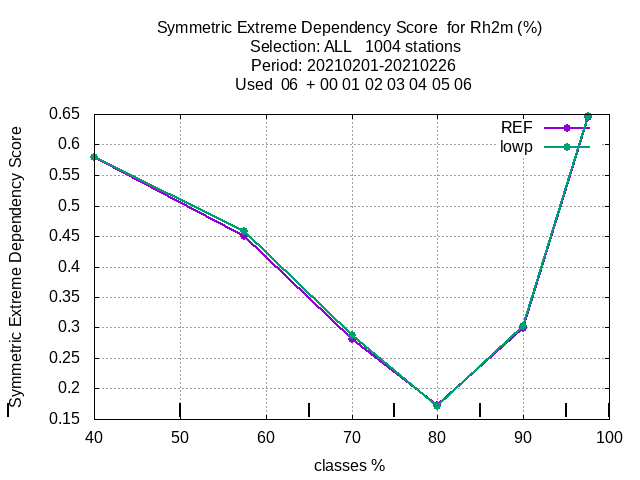 Symmetric Extreme Dependency Score  for Rh2m (%)
Selection: ALL   1004 stations
Period: 20210201-20210226
Used  06  + 00 01 02 03 04 05 06
Symmetric Extreme Dependency Score
0.65
0.6
0.55
0.5
0.45
0.4
0.35
0.3
0.25
0.2
0.15
REF
lowp
40 50 60 70 80 90 100
classes %